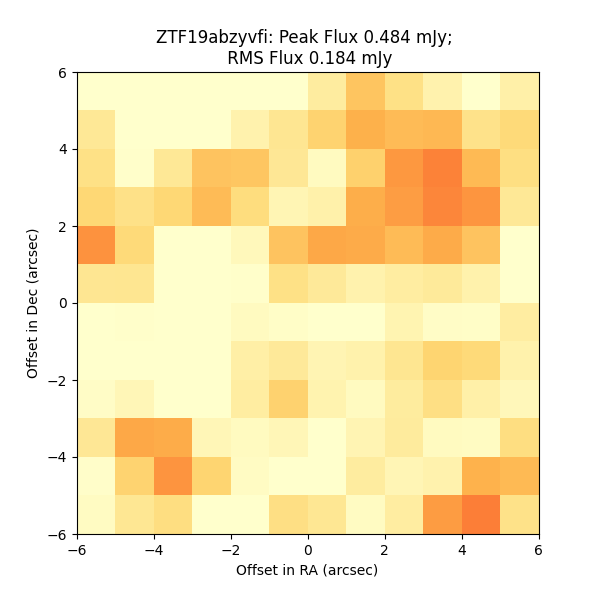 ZTF19abzyvfi: Peak Flux 0.484 mJy;
RMS Flux 0.184 mJy
6
4
2
0
−2
−4
−6
Offset in Dec (arcsec)
−6 −4 −2 0 2 4 6
Offset in RA (arcsec)